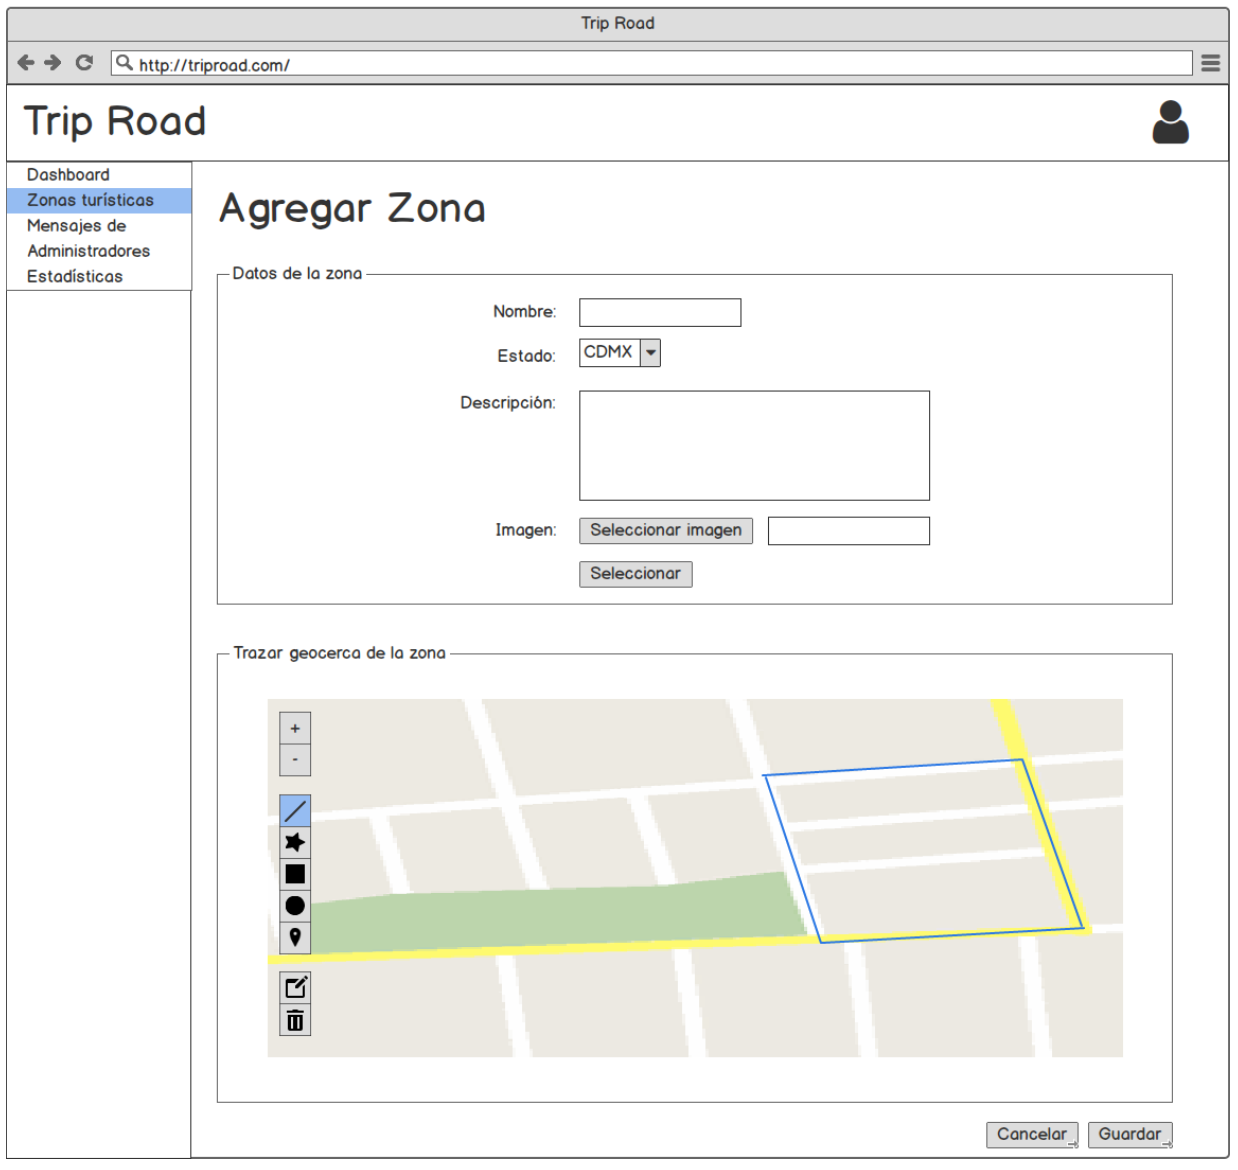 Trip Road
http://triproad.com/
Trip Road
Dashboard
Zonas turísticas
Mensajes de
Administradores
Estadísticas
Agregar Zona
Datos de la zona
Nombre:
Estado: CDMX
Descripción:
Imagen: Seleccionar imagen
Seleccionar
Trazar geocerca de la zona
+
-
Cancelar Guardar